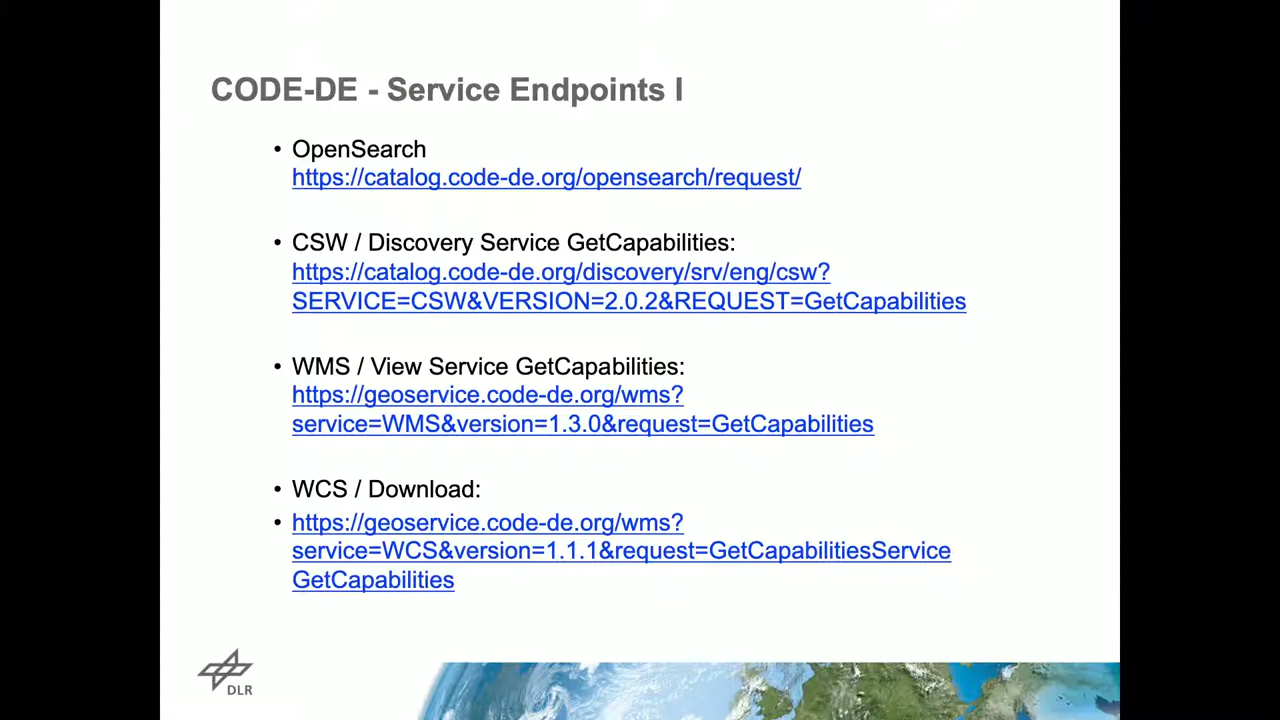 CODE-DE - Service Endpoints I
• OpenSearch
https://catalog.code-de.org/opensearch/request/
• CSW / Discovery Service GetCapabilities:
https://catalog.code-de.org/discovery/srv/eng/csw?
SERVICE=CSW&VERSION=2.0.2&REQUEST=GetCapabilities
• WMS / View Service GetCapabilities:
https://geoservice.code-de.org/wms?
service=WMS&version=1.3.0&request=GetCapabilities
• WCS / Download:
• https://geoservice.code-de.org/wms?
service=WCS&version=1.1.1&request=GetCapabilitiesService
GetCapabilities
DLR